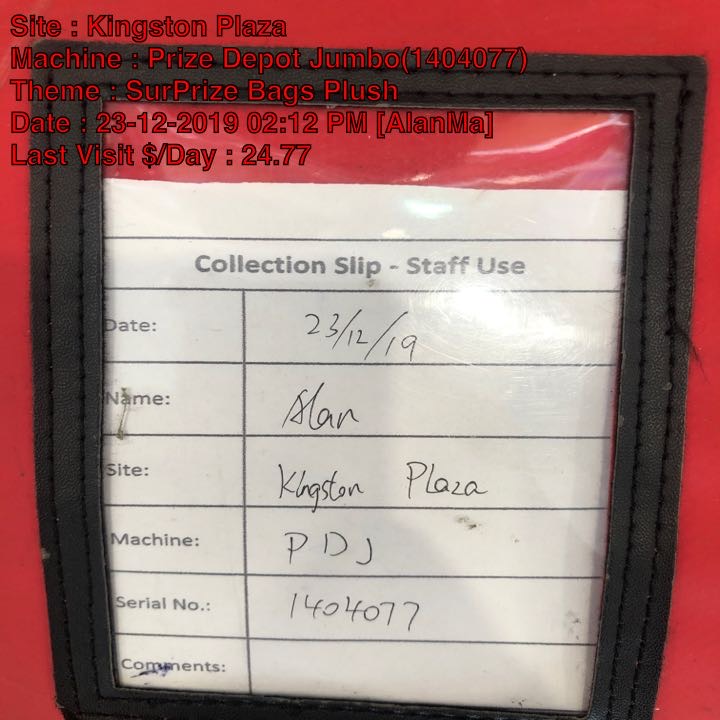 Site : Kingston Plaza
Machine : Prize Depot Jumbo(1404077)
Theme : SurPrize Bags Plush
Date : 23-12-2019 02:12 PM [AlanMa]
Last Visit $/Day : 24.77
Collection Slip - Staff Use
Date: 23/12/19
Name: Alan
Site: Kingston Plaza
Machine: PDJ
Serial No.: 1404077
Comments: